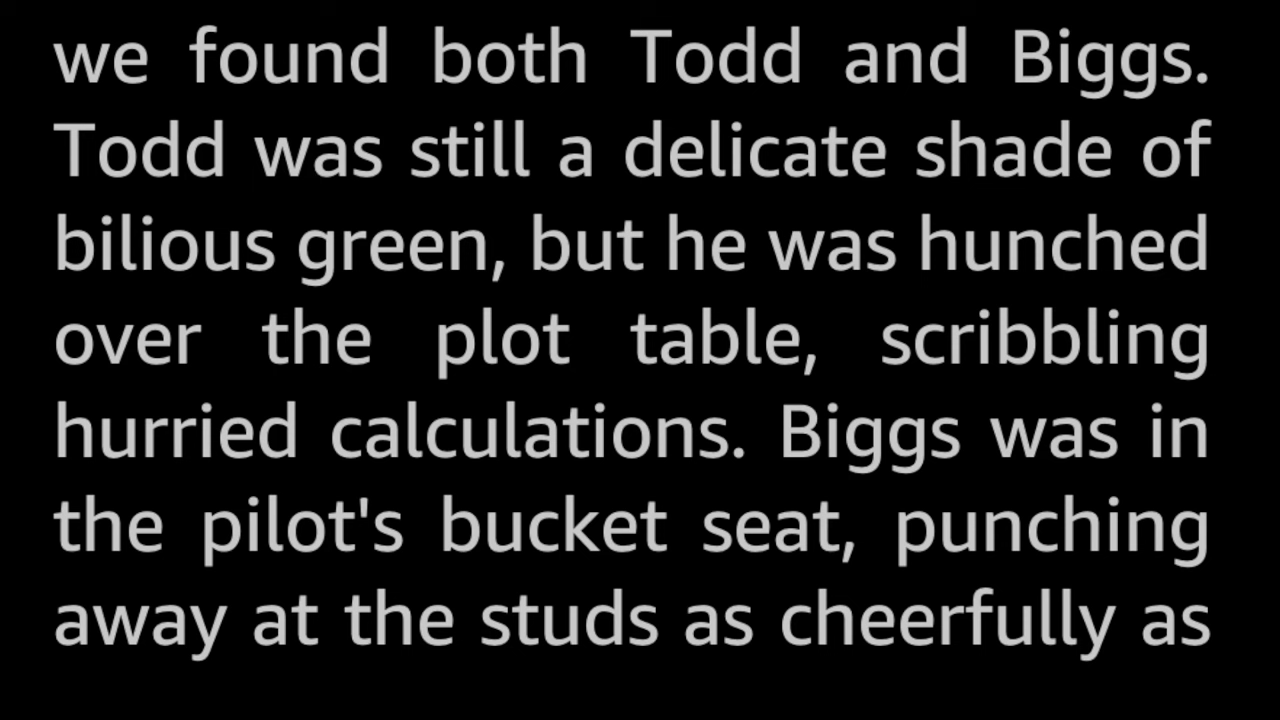 we found both Todd and Biggs.
Todd was still a delicate shade of
bilious green, but he was hunched
over the plot table, scribbling
hurried calculations. Biggs was in
the pilot's bucket seat, punching
away at the studs as cheerfully as